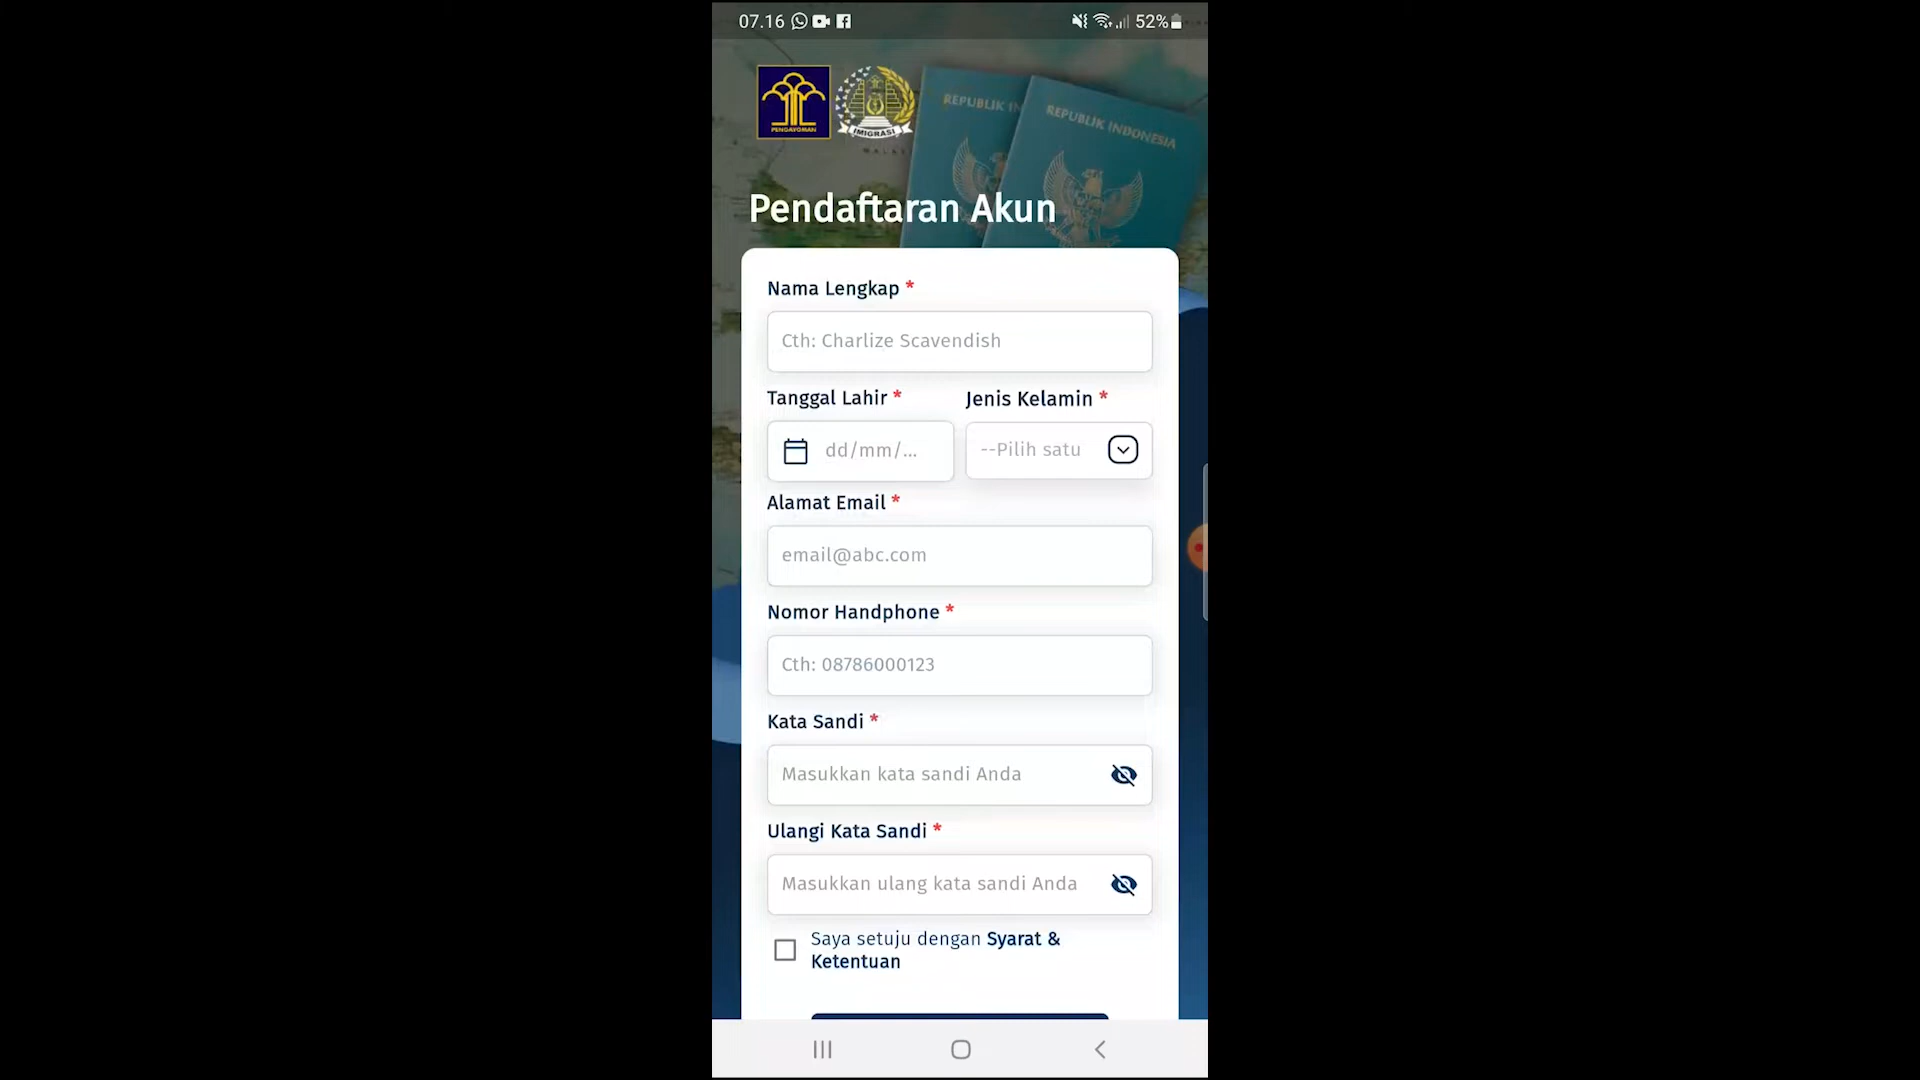 07.16
52%
PENGAYOMAN
IMIGRASI
REPUBLIK IN
REPUBLIK INDONESIA
Pendaftaran Akun
Nama Lengkap *
Cth: Charlize Scavendish
Tanggal Lahir *
Jenis Kelamin *
dd/mm/...
--Pilih satu
Alamat Email *
email@abc.com
Nomor Handphone *
Cth: 08786000123
Kata Sandi *
Masukkan kata sandi Anda
Ulangi Kata Sandi *
Masukkan ulang kata sandi Anda
Saya setuju dengan Syarat &
Ketentuan